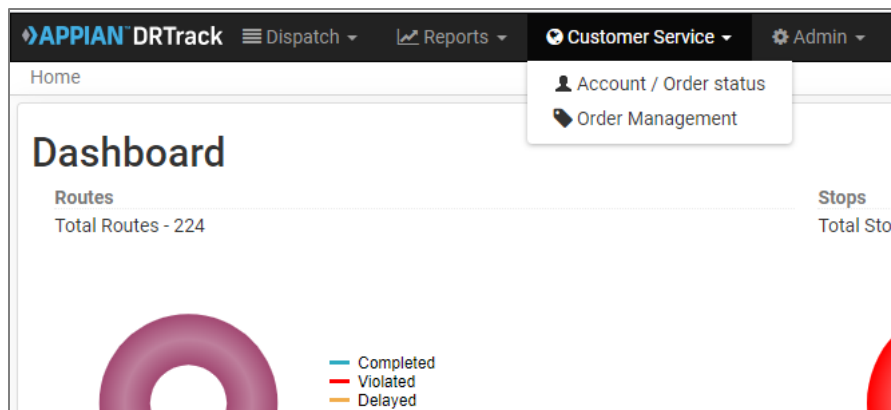 APPIAN™ DRTrack Dispatch Reports Customer Service Admin
Home
Account / Order status
Order Management
Dashboard
Routes
Total Routes - 224
Stops
Total Sto
Completed
Violated
Delayed